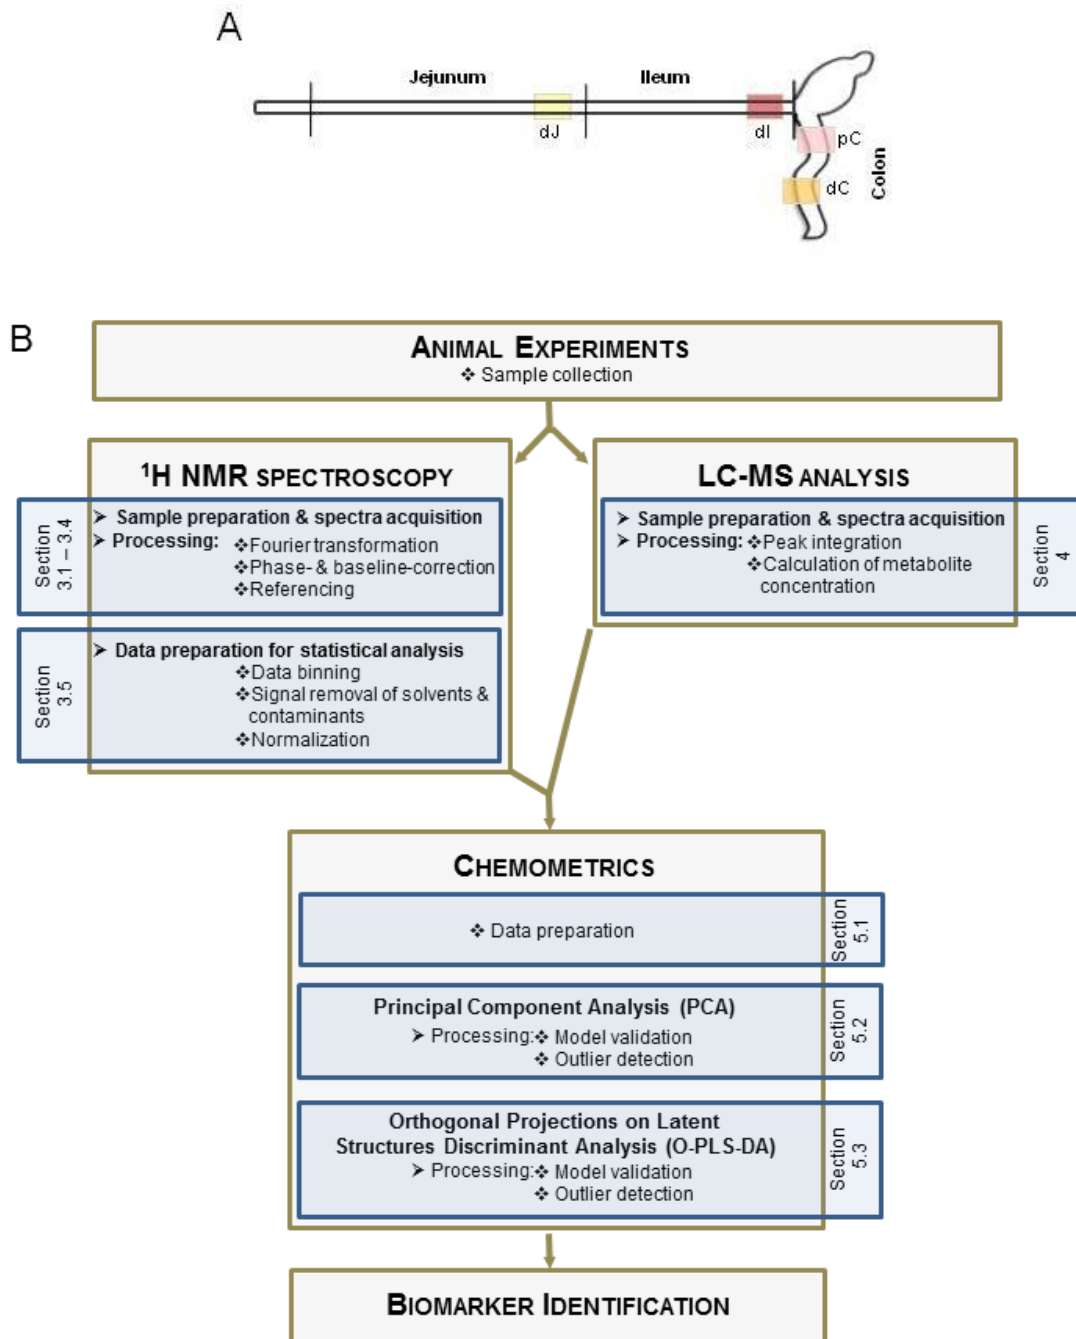 A
Jejunum
Ileum
dJ
dI
pC
dC
Colon
B
ANIMAL EXPERIMENTS
❖ Sample collection
¹H NMR SPECTROSCOPY
Section
3.1 – 3.4
➢ Sample preparation & spectra acquisition
➢ Processing: ❖Fourier transformation
❖Phase- & baseline-correction
❖Referencing
Section
3.5
➢ Data preparation for statistical analysis
❖Data binning
❖Signal removal of solvents &
contaminants
❖Normalization
LC-MS ANALYSIS
➢ Sample preparation & spectra acquisition
➢ Processing: ❖Peak integration
❖Calculation of metabolite
concentration
Section
4
CHEMOMETRICS
❖ Data preparation
Section
5.1
Principal Component Analysis (PCA)
➢ Processing:❖ Model validation
❖ Outlier detection
Section
5.2
Orthogonal Projections on Latent
Structures Discriminant Analysis (O-PLS-DA)
➢ Processing:❖ Model validation
❖ Outlier detection
Section
5.3
BIOMARKER IDENTIFICATION